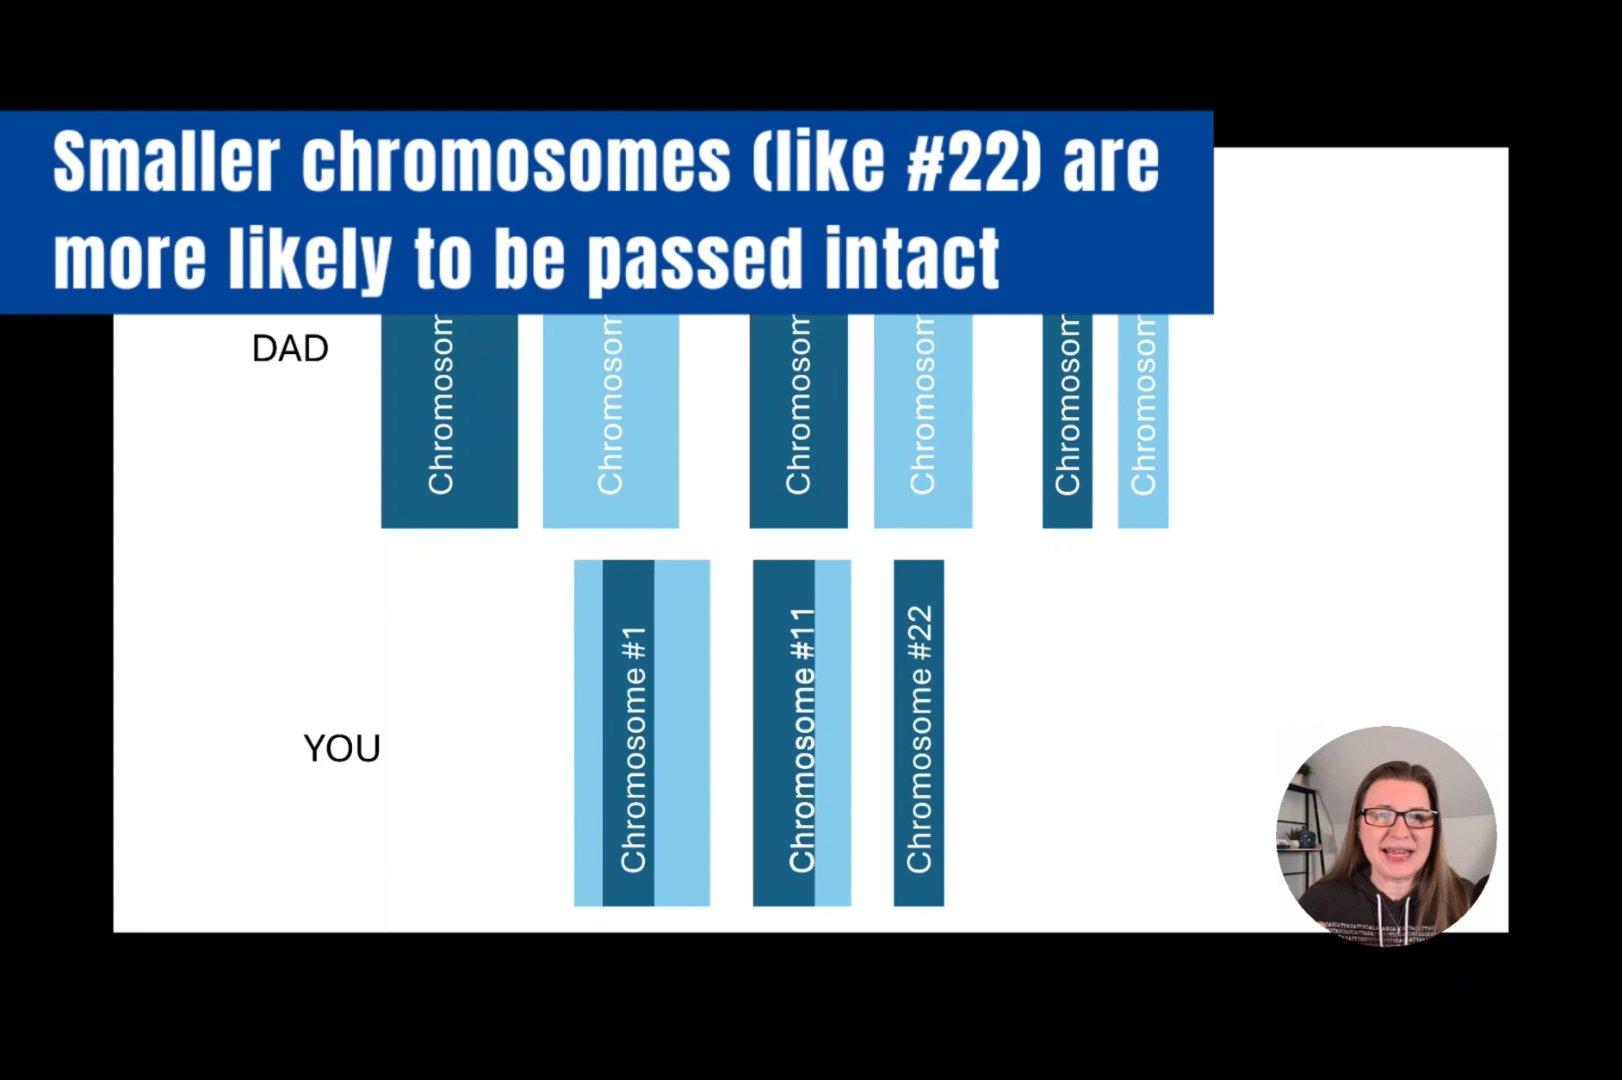 Smaller chromosomes (like #22) are
more likely to be passed intact
DAD
Chromosom
Chromosom
Chromosom
Chromosom
Chromosom
Chromosom
YOU
Chromosome #1
Chromosome #11
Chromosome #22